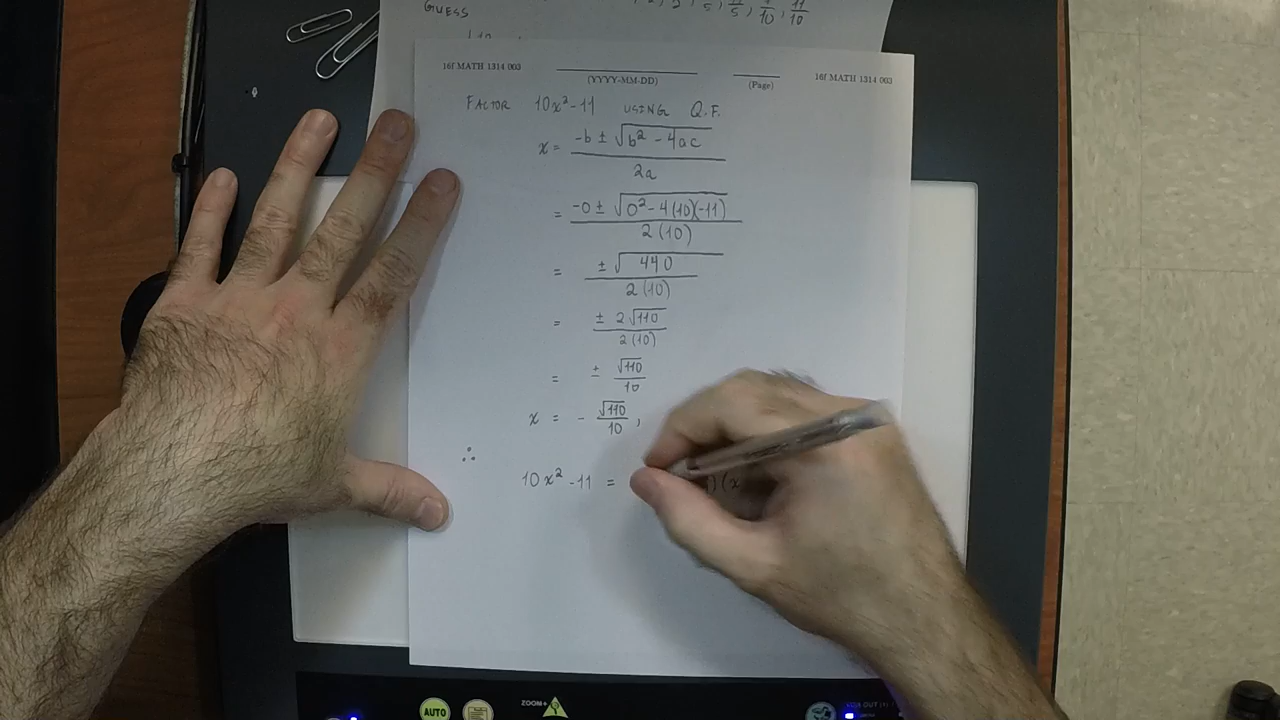 GUESS
16f MATH 1314 003
(YYYY-MM-DD)
(Page)
16f MATH 1314 003
FACTOR 10x² - 11 USING Q.F.
x = (-b ± √(b² - 4ac)) / 2a
= (-0 ± √(0² - 4(10)(-11))) / 2(10)
= ± √440 / 2(10)
= ± 2√110 / 2(10)
= ± √110 / 10
x = - √110 / 10 ,
∴
10x² - 11 = )(x
AUTO
ZOOM+